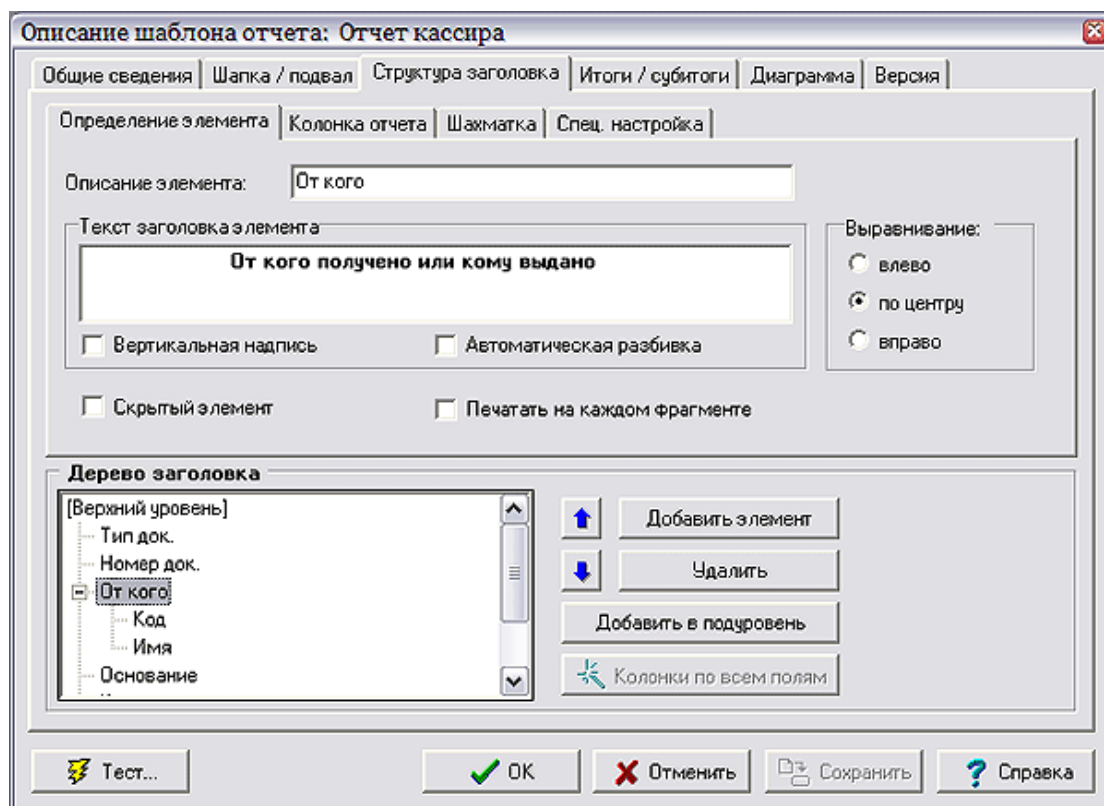 Описание шаблона отчета: Отчет кассира
Общие сведения Шапка / подвал Структура заголовка Итоги / субитоги Диаграмма Версия
Определение элемента Колонка отчета Шахматка Спец. настройка
Описание элемента: От кого
Текст заголовка элемента Выравнивание:
От кого получено или кому выдано
влево
по центру
вправо
Вертикальная надпись Автоматическая разбивка
Скрытый элемент Печатать на каждом фрагменте
Дерево заголовка
[Верхний уровень]
Тип док.
Номер док.
От кого
Код
Имя
Основание
Добавить элемент
Удалить
Добавить в подуровень
Колонки по всем полям
Тест... OK Отменить Сохранить Справка